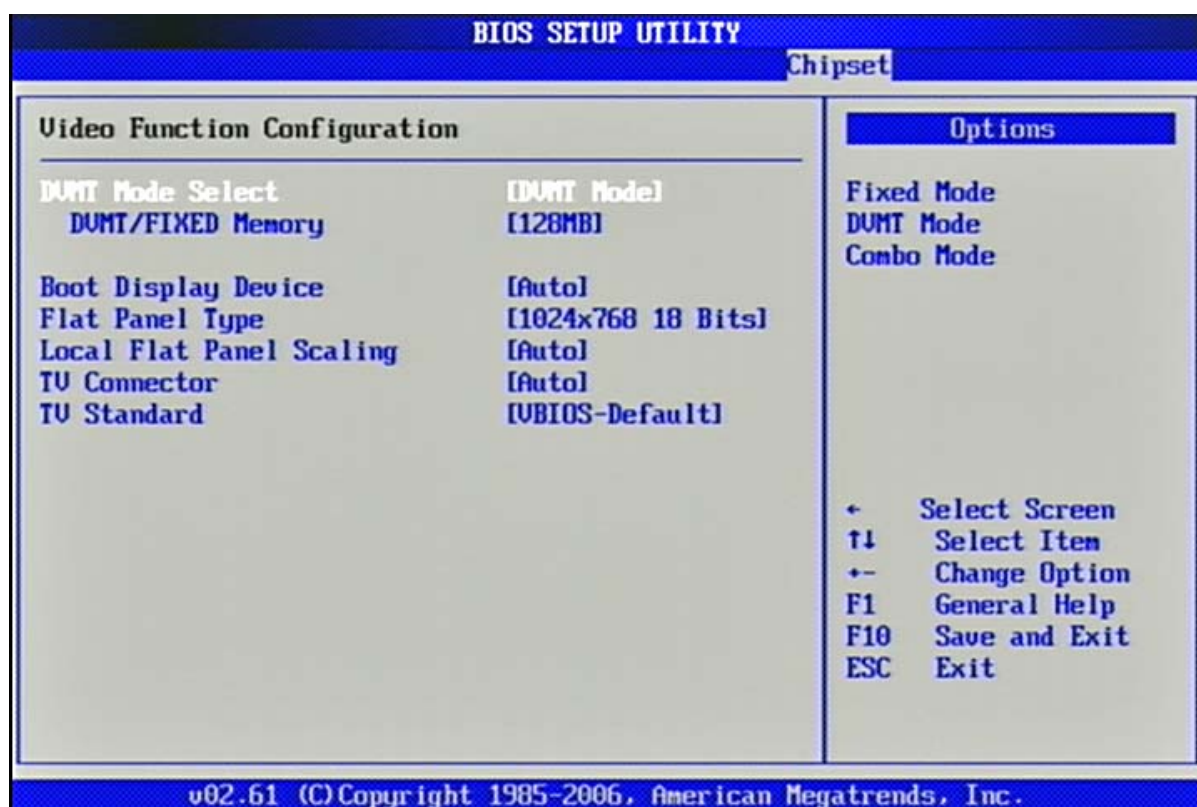 BIOS SETUP UTILITY
Chipset
Video Function Configuration
DVMT Mode Select [DVMT Mode]
DVMT/FIXED Memory [128MB]
Boot Display Device [Auto]
Flat Panel Type [1024x768 18 Bits]
Local Flat Panel Scaling [Auto]
TV Connector [Auto]
TV Standard [VBIOS-Default]
Options
Fixed Mode
DVMT Mode
Combo Mode
← Select Screen
↑↓ Select Item
+- Change Option
F1 General Help
F10 Save and Exit
ESC Exit
v02.61 (C)Copyright 1985-2006, American Megatrends, Inc.